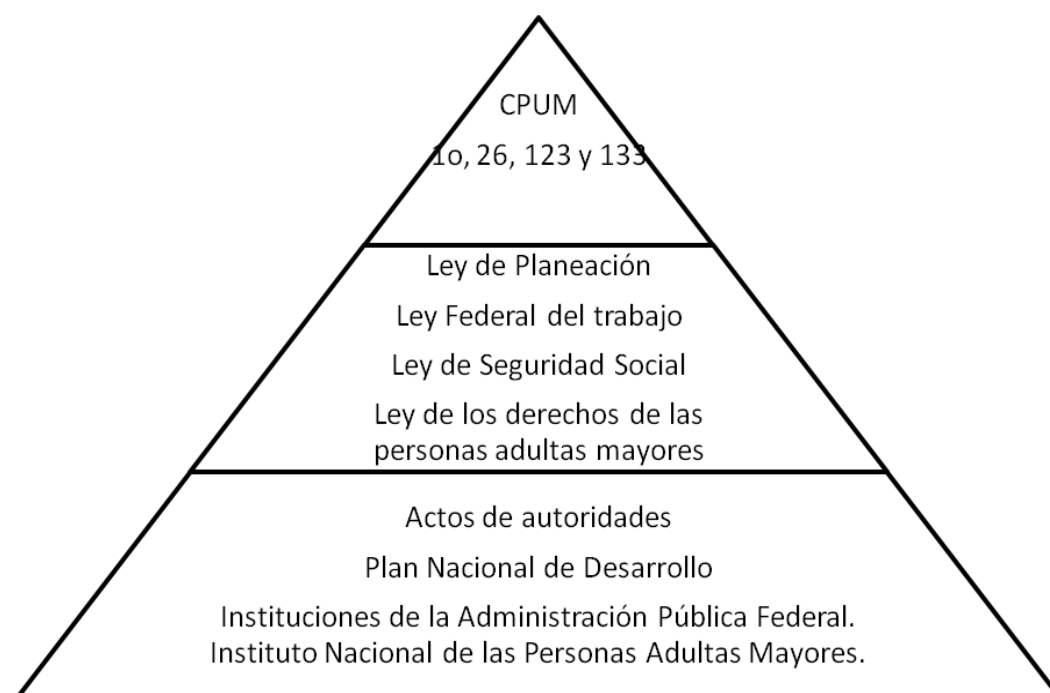 CPUM
1o, 26, 123 y 133
Ley de Planeación
Ley Federal del trabajo
Ley de Seguridad Social
Ley de los derechos de las
personas adultas mayores
Actos de autoridades
Plan Nacional de Desarrollo
Instituciones de la Administración Pública Federal.
Instituto Nacional de las Personas Adultas Mayores.